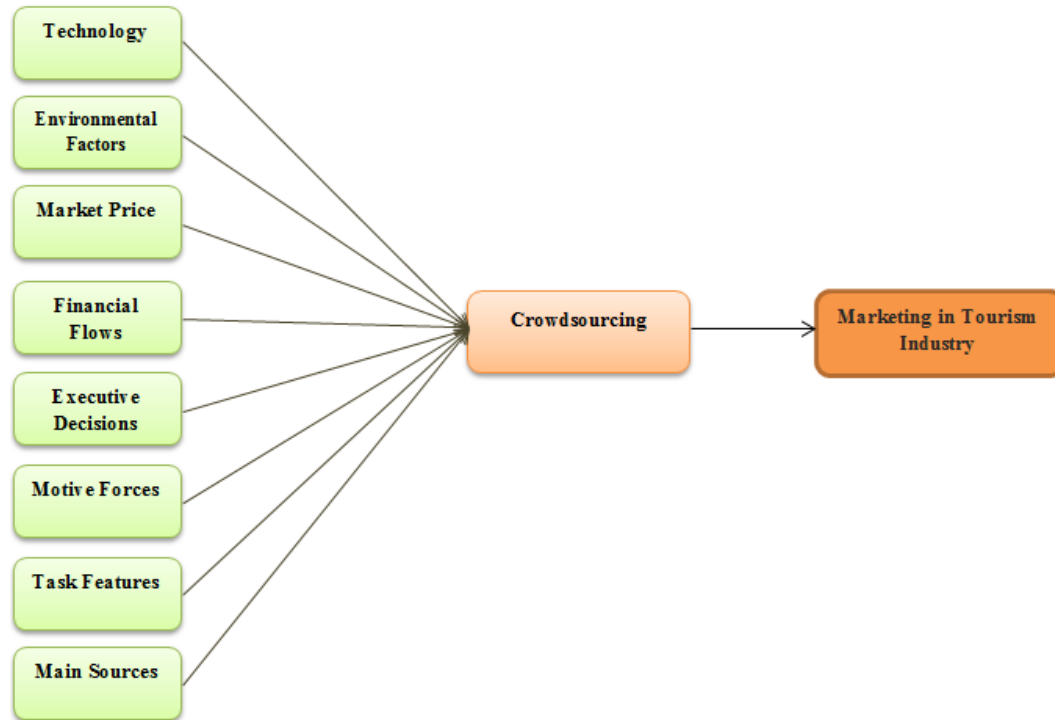 Technology
Environmental
Factors
Market Price
Financial
Flows
Executive
Decisions
Motive Forces
Task Features
Main Sources
Crowdsourcing
Marketing in Tourism
Industry